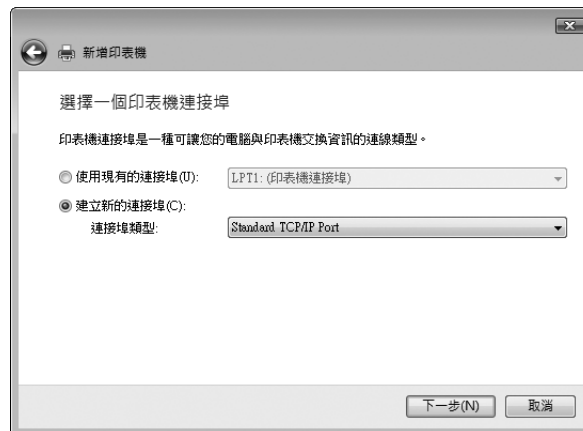 新增印表機
選擇一個印表機連接埠
印表機連接埠是一種可讓您的電腦與印表機交換資訊的連線類型。
使用現有的連接埠(U): LPT1: (印表機連接埠)
建立新的連接埠(C):
連接埠類型: Standard TCP/IP Port
下一步(N) 取消